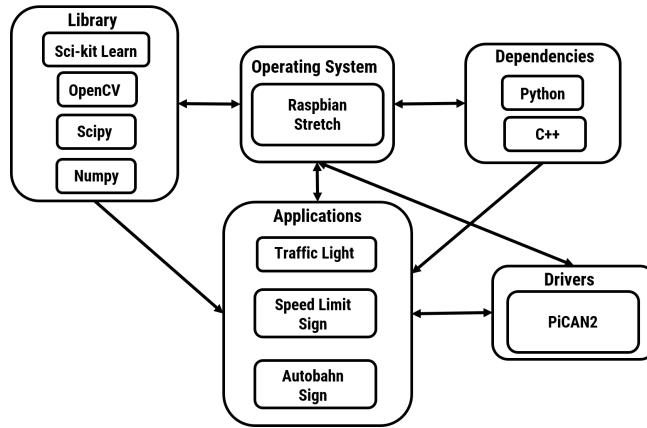 Library
Sci-kit Learn
OpenCV
Scipy
Numpy
Operating System
Raspbian
Stretch
Dependencies
Python
C++
Applications
Traffic Light
Speed Limit
Sign
Autobahn
Sign
Drivers
PiCAN2